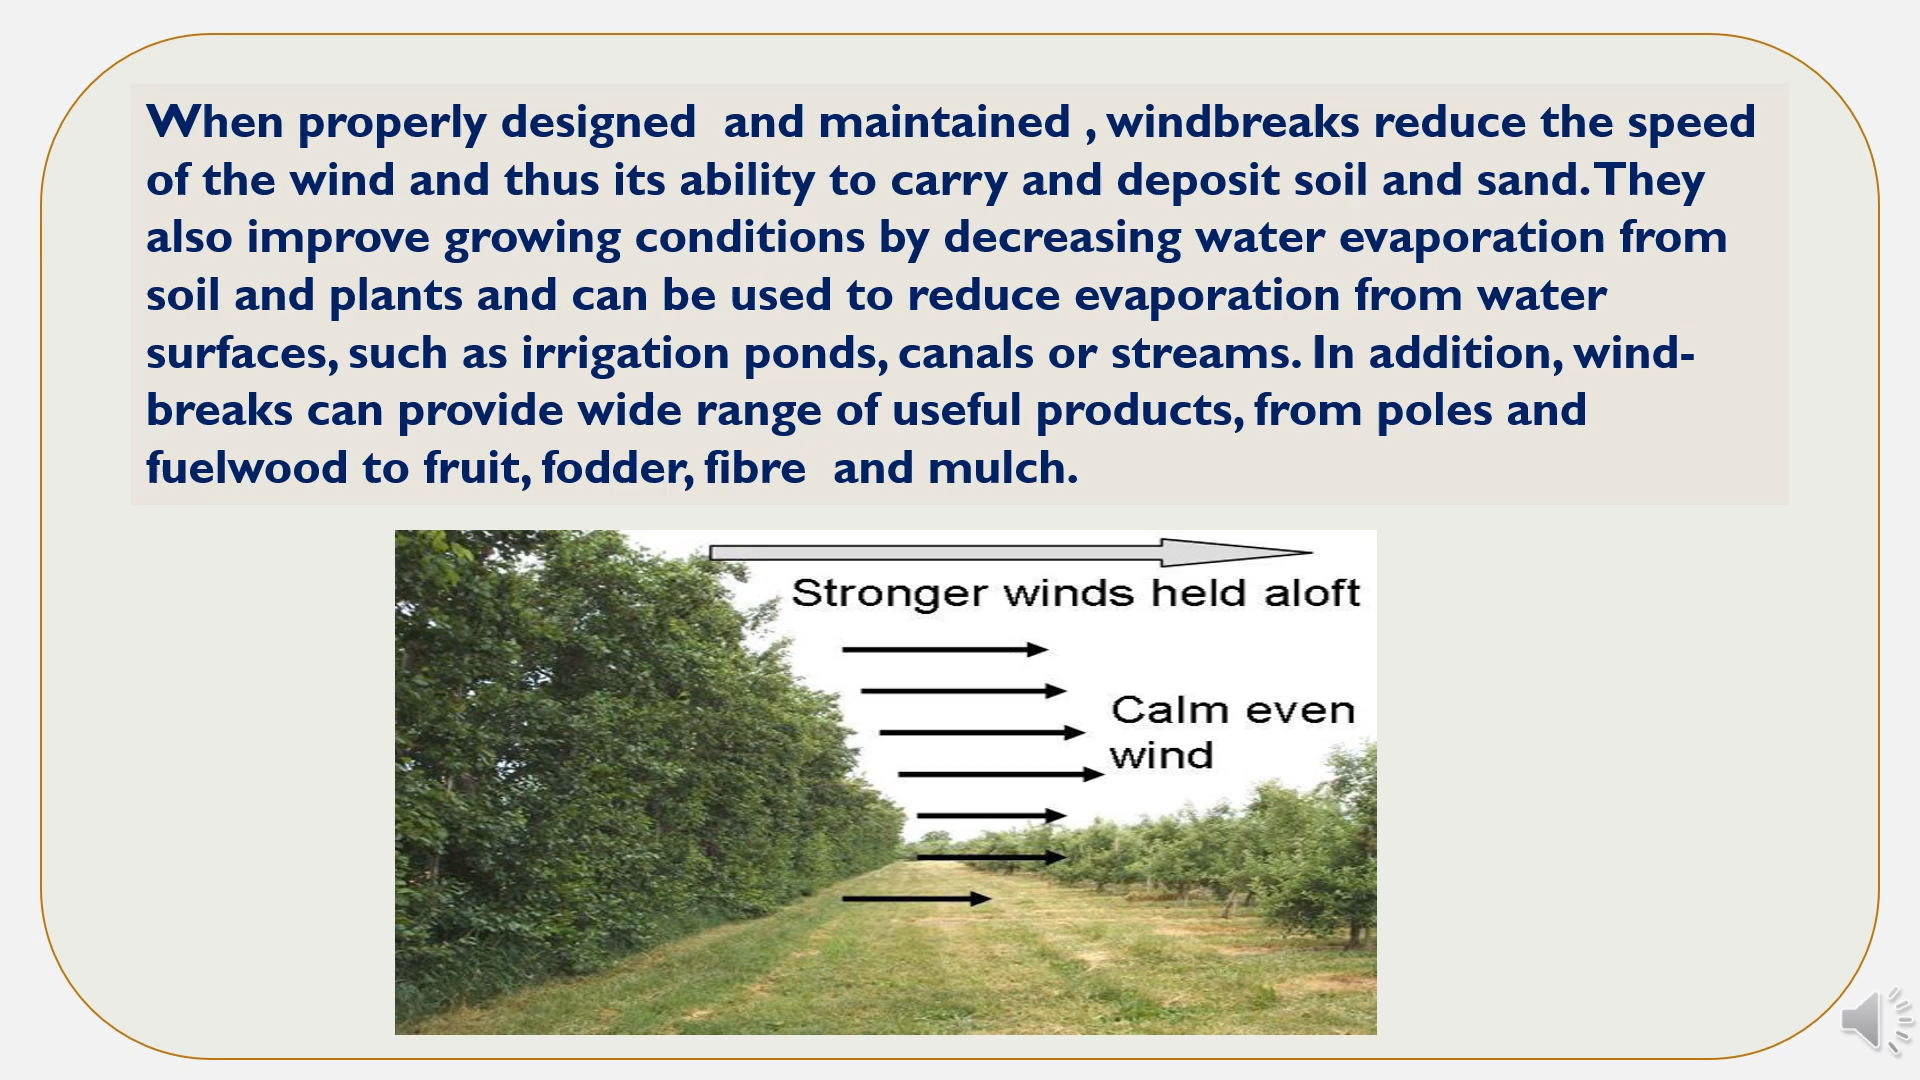 When properly designed  and maintained , windbreaks reduce the speed
of the wind and thus its ability to carry and deposit soil and sand. They
also improve growing conditions by decreasing water evaporation from
soil and plants and can be used to reduce evaporation from water
surfaces, such as irrigation ponds, canals or streams. In addition, wind-
breaks can provide wide range of useful products, from poles and
fuelwood to fruit, fodder, fibre  and mulch.
Stronger winds held aloft
Calm even
wind